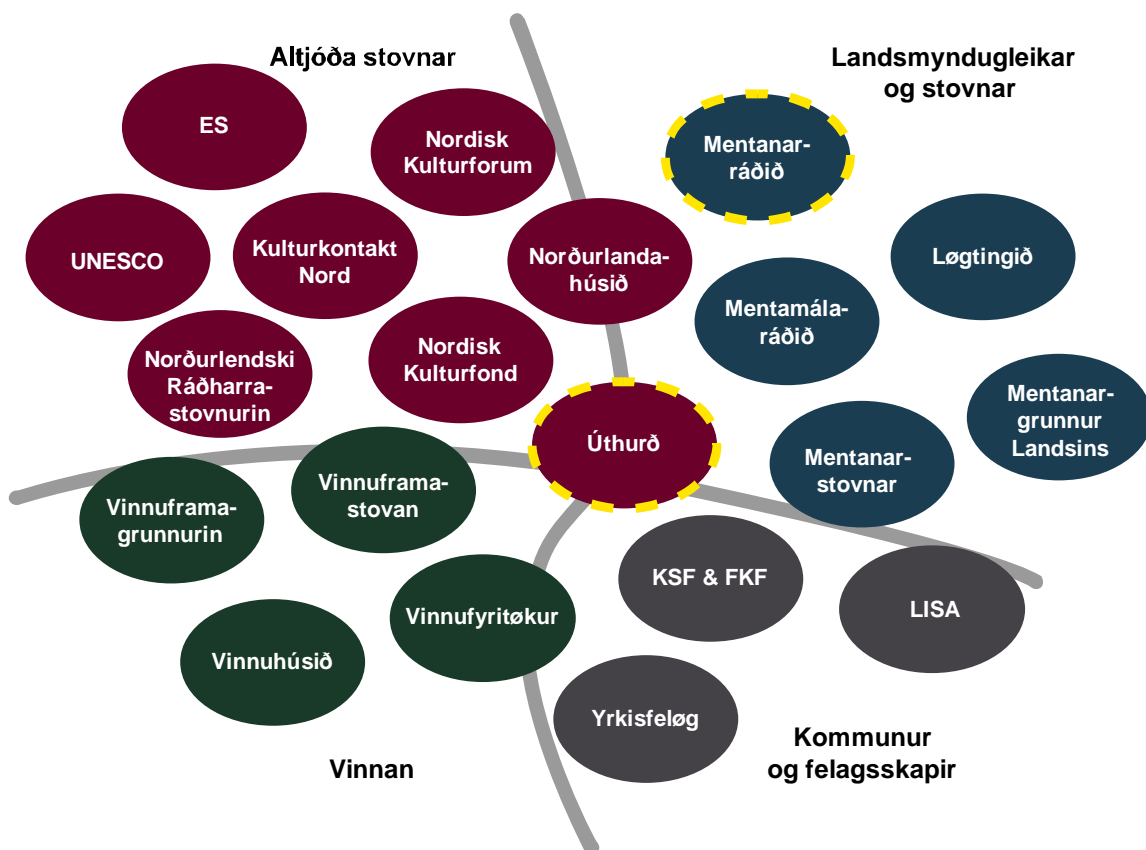 Altjóða stovnar
ES
Nordisk
Kulturforum
UNESCO
Kulturkontakt
Nord
Norðurlanda-
húsið
Norðurlendski
Ráðharra-
stovnurin
Nordisk
Kulturfond
Úthurð
Landsmyndugleikar
og stovnar
Mentanar-
ráðið
Løgtingið
Mentamála-
ráðið
Mentanar-
grunnur
Landsins
Mentanar-
stovnar
Vinnuframa-
grunnurin
Vinnuframa-
stovan
Vinnufyritøkur
Vinnuhúsið
Vinnan
KSF & FKF
LISA
Yrkisfeløg
Kommunur
og felagsskapir